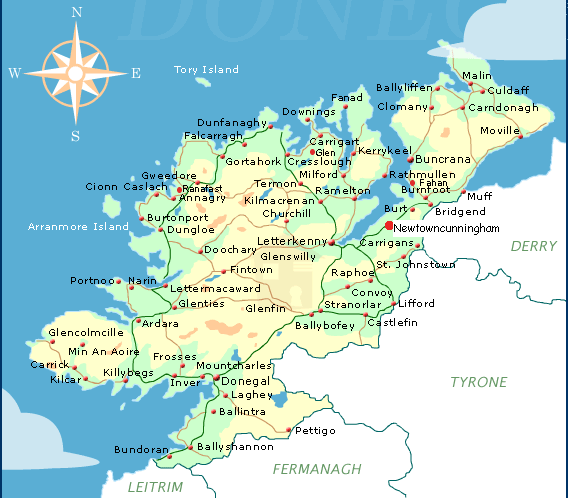 DONEG
N
W
E
S
Tory Island
Malin
Ballyliffen
Culdaff
Fanad
Clomany
Carndonagh
Downings
Dunfanaghy
Moville
Falcarragh
Carrigart
Glen
Kerrykeel
Gortahork
Cresslough
Buncrana
Gweedore
Milford
Rathmullen
Cionn Caslach
Ranafast
Termon
Fahan
Annagry
Kilmacrenan
Ramelton
Burnfoot
Muff
Burtonport
Churchill
Burt
Bridgend
Arranmore Island
Dungloe
Newtowncunningham
Letterkenny
Carrigans
DERRY
Doochary
Glenswilly
St. Johnstown
Fintown
Raphoe
Portnoo
Narin
Lettermacaward
Convoy
Glenties
Glenfin
Stranorlar
Lifford
Ardara
Ballybofey
Castlefin
Glencolmcille
Min An Aoire
Frosses
Carrick
Mountcharles
Kilcar
Killybegs
Inver
Donegal
TYRONE
Laghey
Ballintra
Pettigo
Bundoran
Ballyshannon
FERMANAGH
LEITRIM